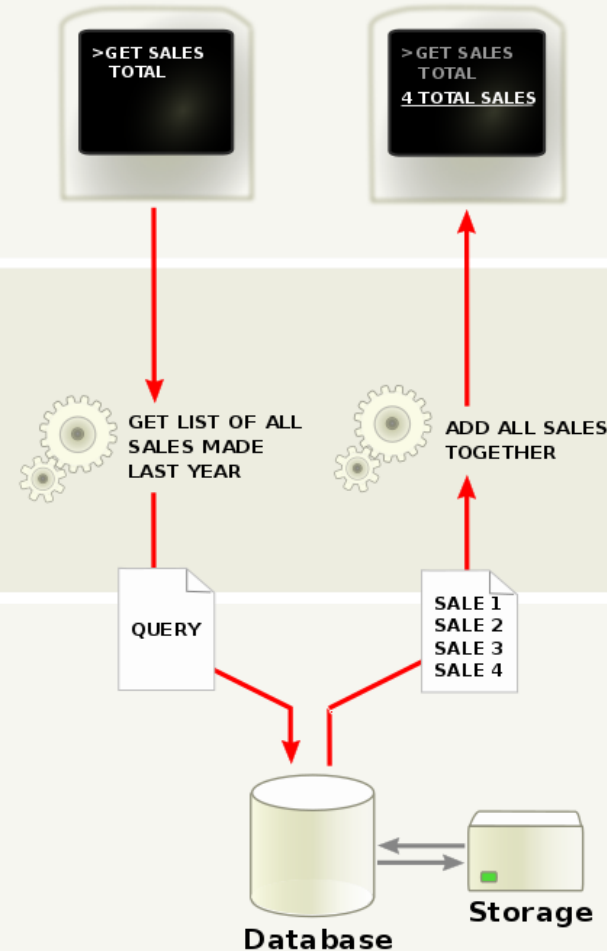 >GET SALES
TOTAL
>GET SALES
TOTAL
4 TOTAL SALES
GET LIST OF ALL
SALES MADE
LAST YEAR
ADD ALL SALES
TOGETHER
QUERY
SALE 1
SALE 2
SALE 3
SALE 4
Database
Storage